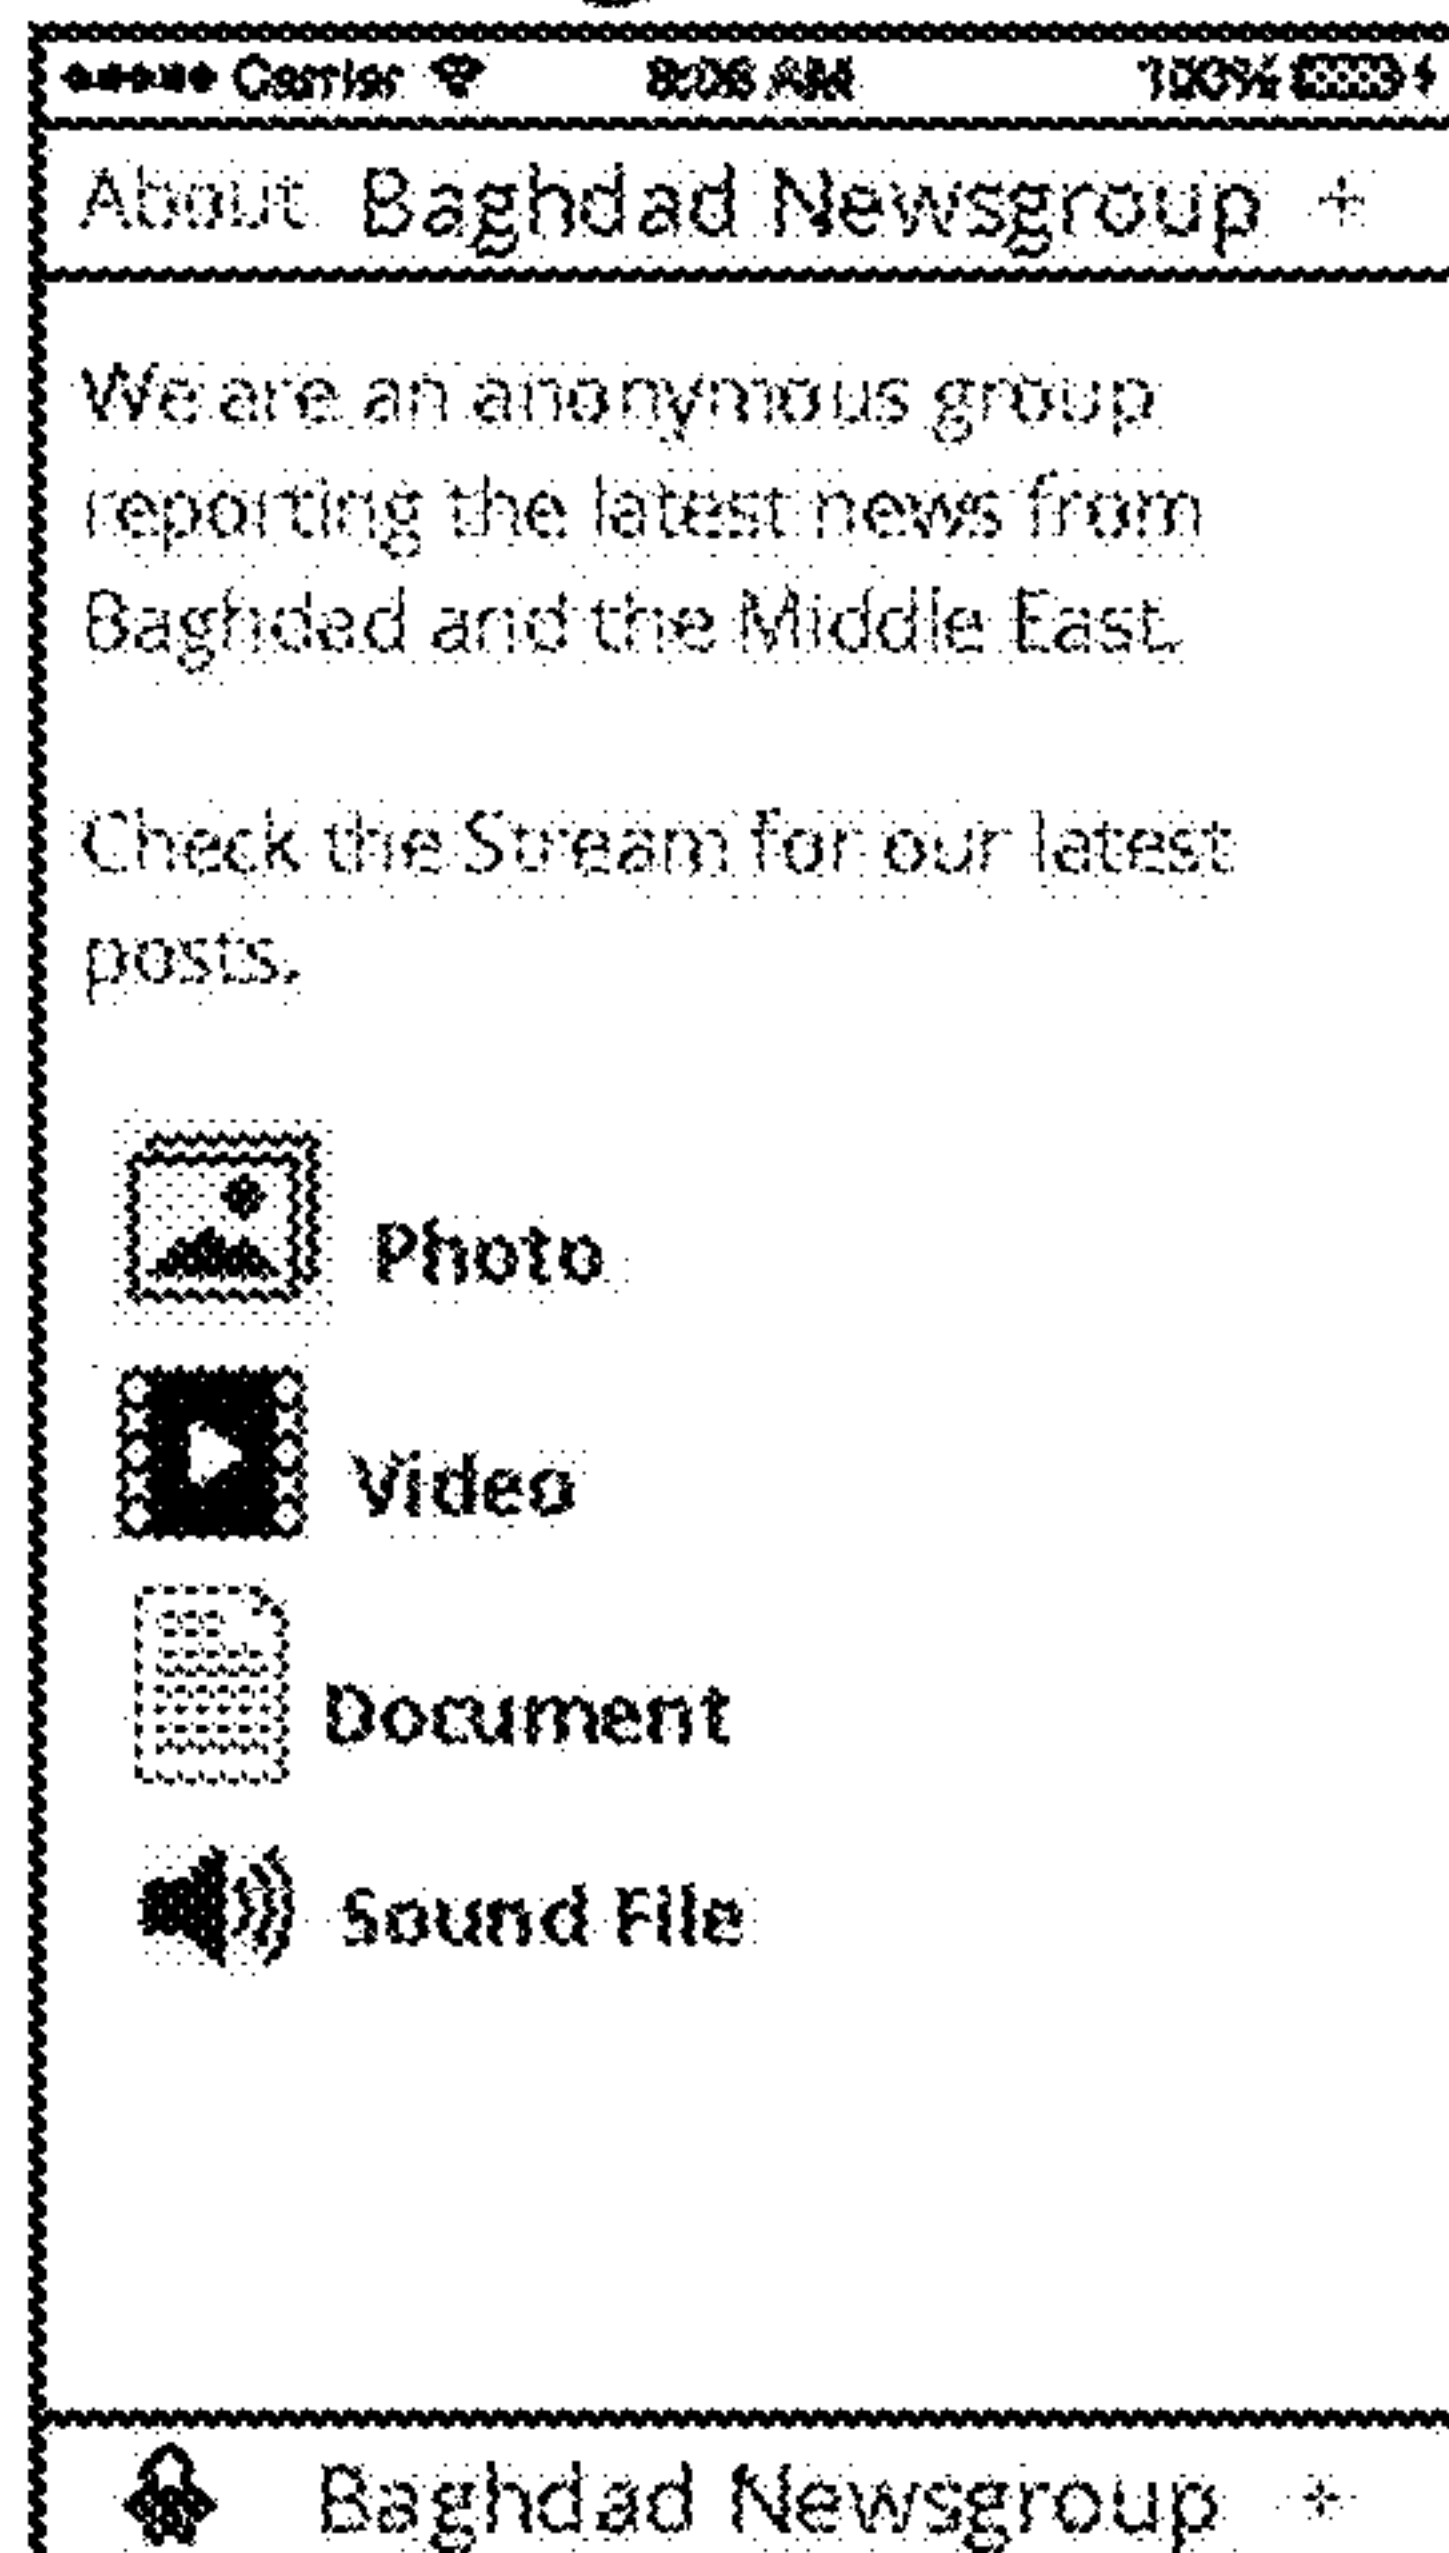 Carrier 8:08 AM 100%
About Baghdad Newsgroup +
We are an anonymous group
reporting the latest news from
Baghdad and the Middle East.
Check the Stream for our latest
posts.
Photo
Video
Document
Sound File
Baghdad Newsgroup +